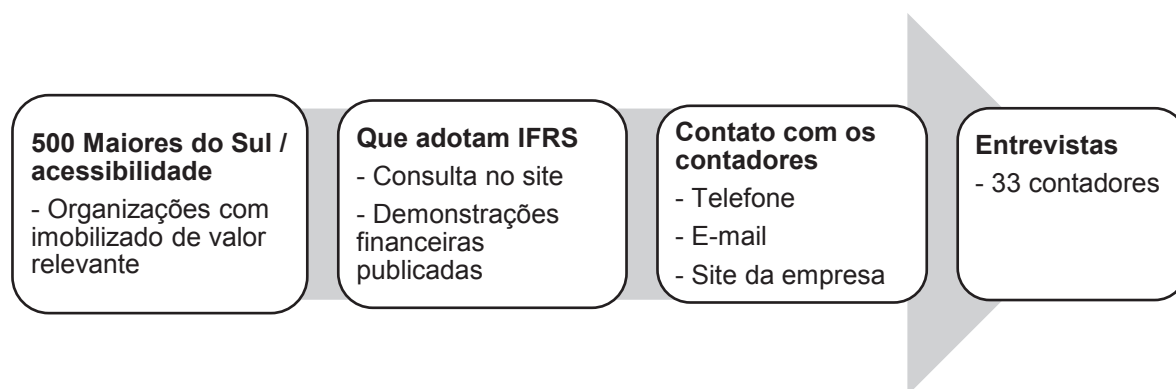 500 Maiores do Sul /
acessibilidade
- Organizações com
imobilizado de valor
relevante
Que adotam IFRS
- Consulta no site
- Demonstrações
financeiras
publicadas
Contato com os
contadores
- Telefone
- E-mail
- Site da empresa
Entrevistas
- 33 contadores